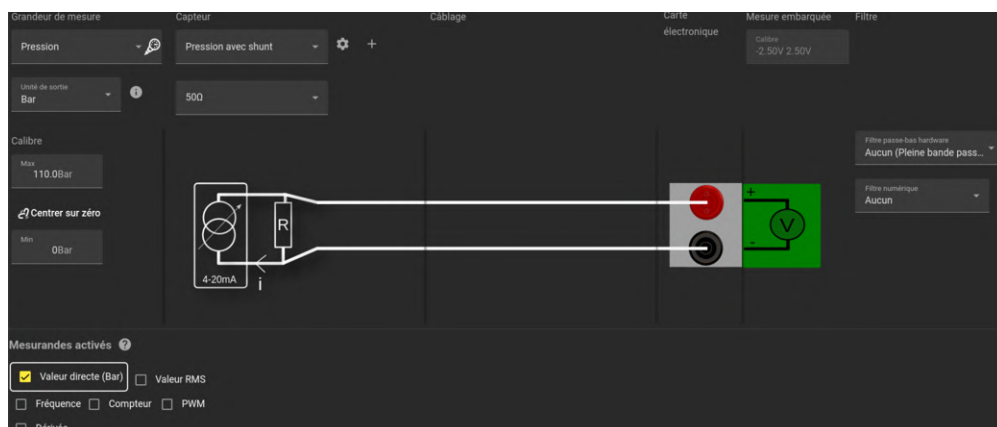 Grandeur de mesure
Capteur
Câblage
Carte électronique
Mesure embarquée
Filtre
Pression
Pression avec shunt
Calibre
-2.50V 2.50V
Unité de sortie
Bar
50Ω
Calibre
Max
110.0Bar
Centrer sur zéro
Min
0Bar
R
4-20mA
i
+
-
V
Filtre passe-bas hardware
Aucun (Pleine bande pass...
Filtre numérique
Aucun
Mesurandes activés
Valeur directe (Bar)
Valeur RMS
Fréquence
Compteur
PWM
Dérivée